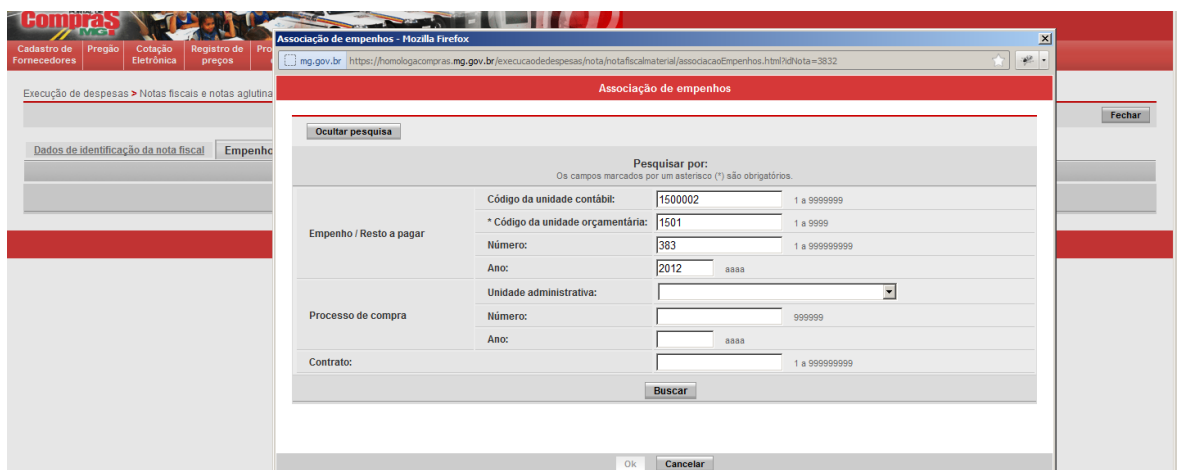 Compras
MG
Cadastro de Fornecedores
Pregão
Cotação Eletrônica
Registro de preços
Execução de despesas > Notas fiscais e notas aglutina
Fechar
Dados de identificação da nota fiscal
Empenho
Associação de empenhos - Mozilla Firefox
mg.gov.br https://homologacompras.mg.gov.br/execucaodedespesas/nota/notafiscalmaterial/associacaoEmpenhos.html?idNota=3832
Associação de empenhos
Ocultar pesquisa
Pesquisar por:
Os campos marcados por um asterisco (*) são obrigatórios.
Empenho / Resto a pagar
Código da unidade contábil: 1500002 1 a 9999999
* Código da unidade orçamentária: 1501 1 a 9999
Número: 383 1 a 999999999
Ano: 2012 aaaa
Processo de compra
Unidade administrativa:
Número: 999999
Ano: aaaa
Contrato: 1 a 999999999
Buscar
Ok Cancelar